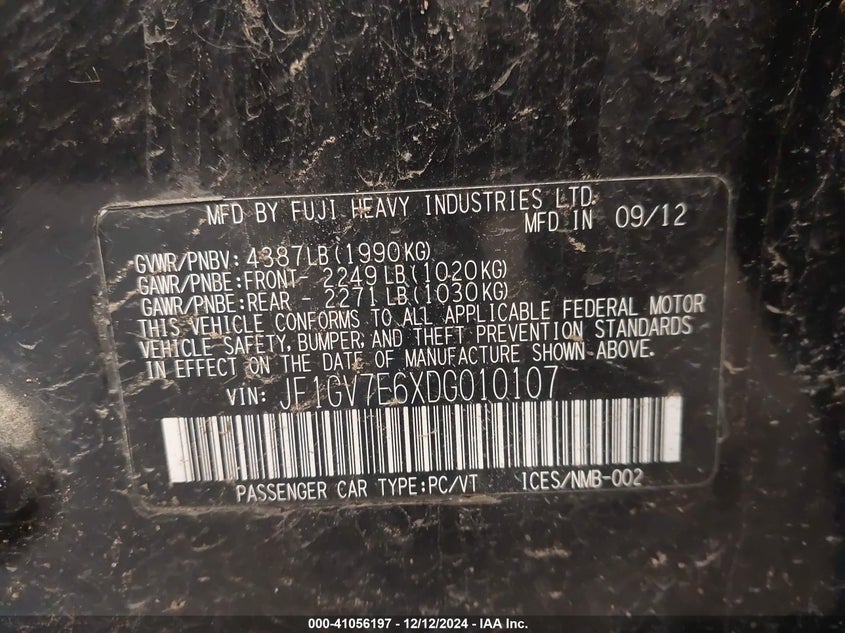 MFD BY FUJI HEAVY INDUSTRIES LTD.
MFD IN 09/12
GVWR/PNBV: 4387LB(1990KG)
GAWR/PNBE:FRONT- 2249LB(1020KG)
GAWR/PNBE:REAR - 2271LB(1030KG)
THIS VEHICLE CONFORMS TO ALL APPLICABLE FEDERAL MOTOR
VEHICLE SAFETY, BUMPER, AND THEFT PREVENTION STANDARDS
IN EFFECT ON THE DATE OF MANUFACTURE SHOWN ABOVE.
VIN: JF1GV7E6XDG010107
PASSENGER CAR TYPE:PC/VT ICES/NMB-002
000-41056197 - 12/12/2024 - IAA Inc.